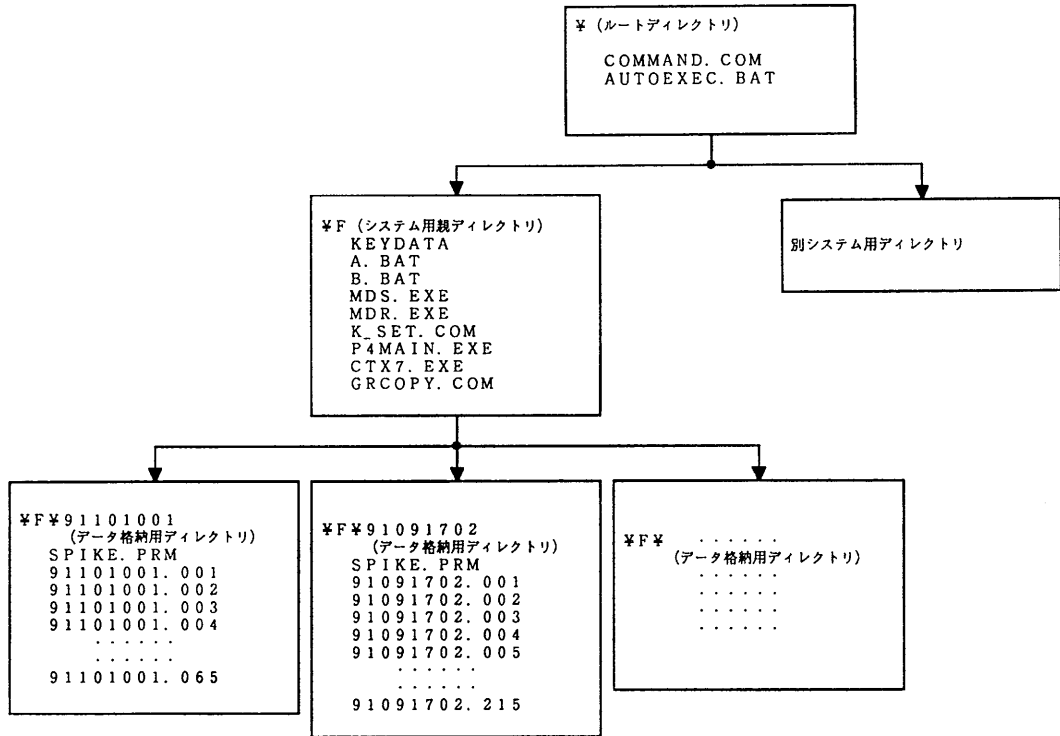 ¥ (ルートディレクトリ)
COMMAND. COM
AUTOEXEC. BAT
¥F (システム用親ディレクトリ)
KEYDATA
A. BAT
B. BAT
MDS. EXE
MDR. EXE
K_SET. COM
P4MAIN. EXE
CTX7. EXE
GRCOPY. COM
別システム用ディレクトリ
¥F¥91101001
(データ格納用ディレクトリ)
SPIKE. PRM
91101001. 001
91101001. 002
91101001. 003
91101001. 004
. . . . . .
. . . . . .
91101001. 065
¥F¥91091702
(データ格納用ディレクトリ)
SPIKE. PRM
91091702. 001
91091702. 002
91091702. 003
91091702. 004
91091702. 005
. . . . . .
. . . . . .
91091702. 215
¥F¥ . . . . . .
(データ格納用ディレクトリ)
. . . . . .
. . . . . .
. . . . . .
. . . . . .